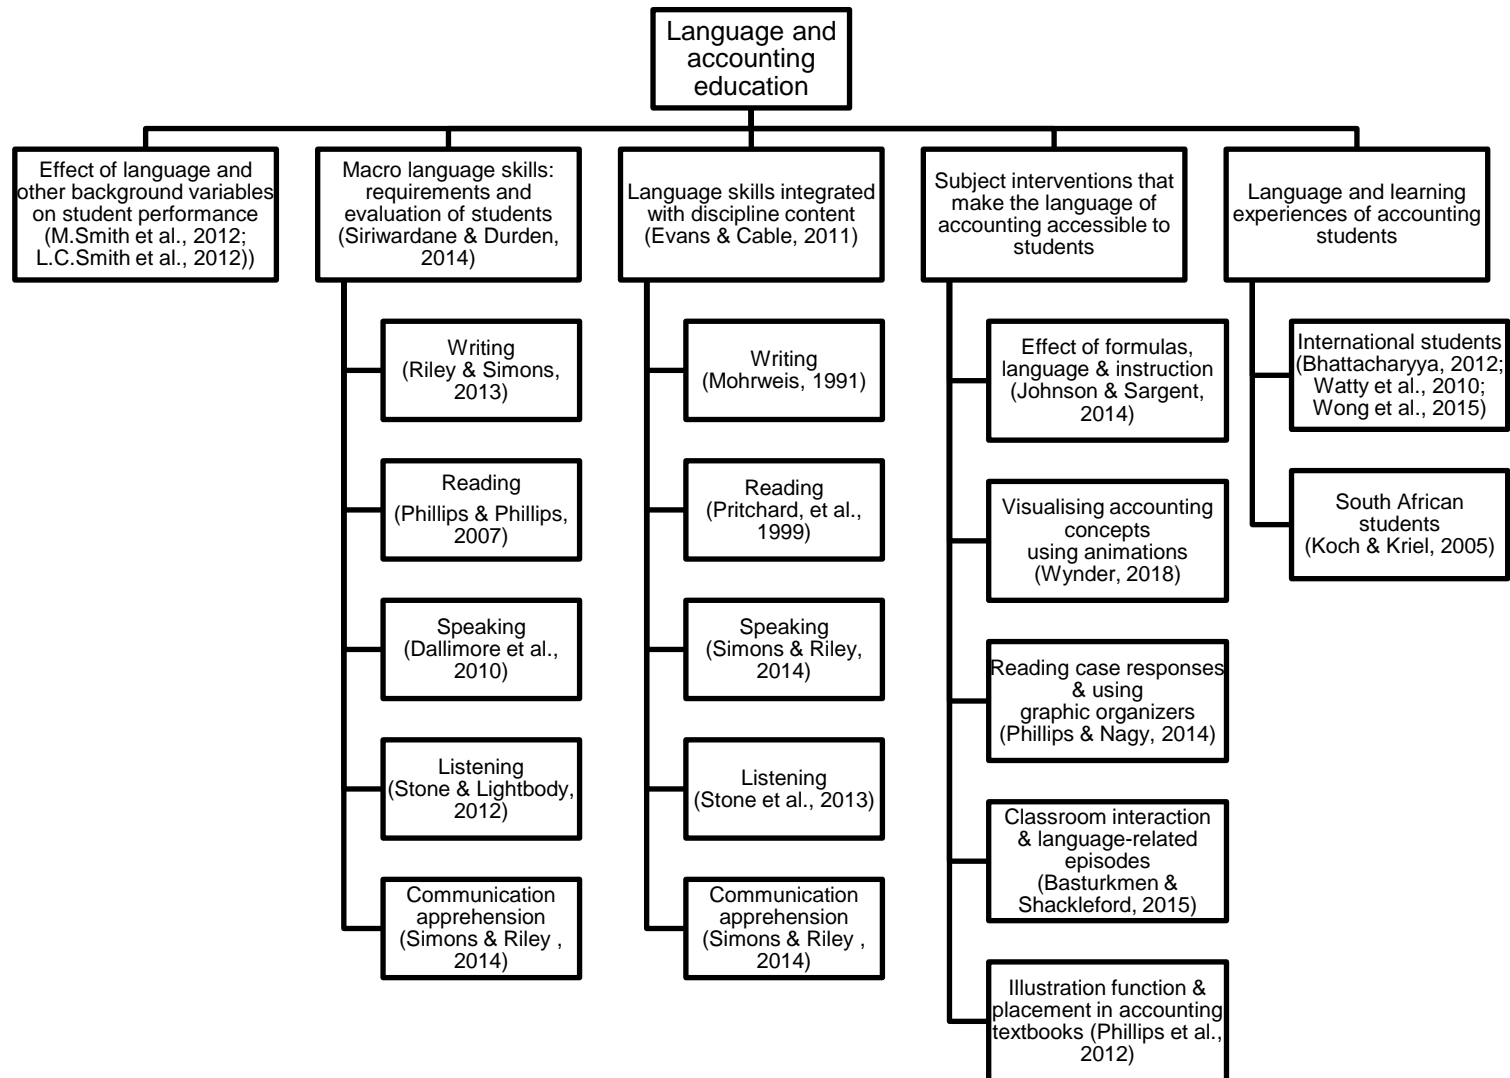 Language and
accounting
education
Effect of language and
other background variables
on student performance
(M.Smith et al., 2012;
L.C.Smith et al., 2012))
Macro language skills:
requirements and
evaluation of students
(Siriwardane & Durden,
2014)
Writing
(Riley & Simons,
2013)
Reading
(Phillips & Phillips,
2007)
Speaking
(Dallimore et al.,
2010)
Listening
(Stone & Lightbody,
2012)
Communication
apprehension
(Simons & Riley ,
2014)
Language skills integrated
with discipline content
(Evans & Cable, 2011)
Writing
(Mohrweis, 1991)
Reading
(Pritchard, et al.,
1999)
Speaking
(Simons & Riley,
2014)
Listening
(Stone et al., 2013)
Communication
apprehension
(Simons & Riley ,
2014)
Subject interventions that
make the language of
accounting accessible to
students
Effect of formulas,
language & instruction
(Johnson & Sargent,
2014)
Visualising accounting
concepts
using animations
(Wynder, 2018)
Reading case responses
& using
graphic organizers
(Phillips & Nagy, 2014)
Classroom interaction
& language-related
episodes
(Basturkmen &
Shackleford, 2015)
Illustration function &
placement in accounting
textbooks (Phillips et al.,
2012)
Language and learning
experiences of accounting
students
International students
(Bhattacharyya, 2012;
Watty et al., 2010;
Wong et al., 2015)
South African
students
(Koch & Kriel, 2005)